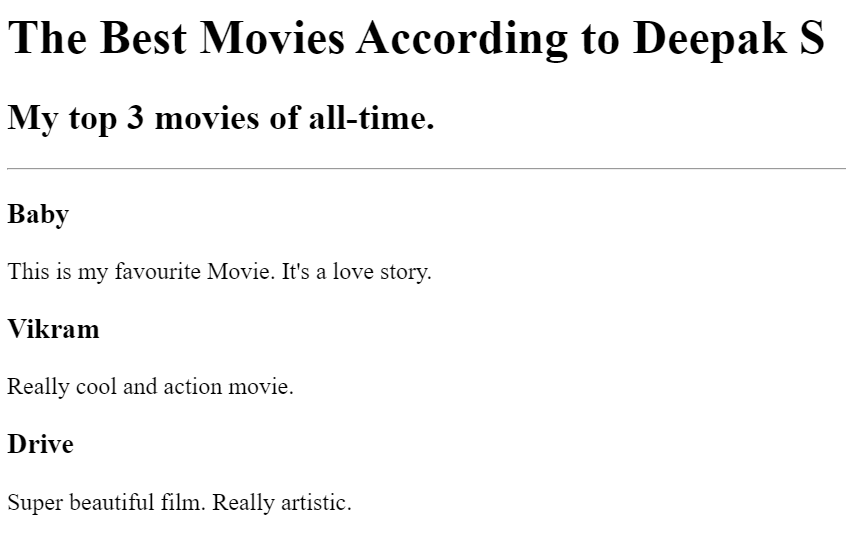 The Best Movies According to Deepak S
My top 3 movies of all-time.
Baby
This is my favourite Movie. It's a love story.
Vikram
Really cool and action movie.
Drive
Super beautiful film. Really artistic.